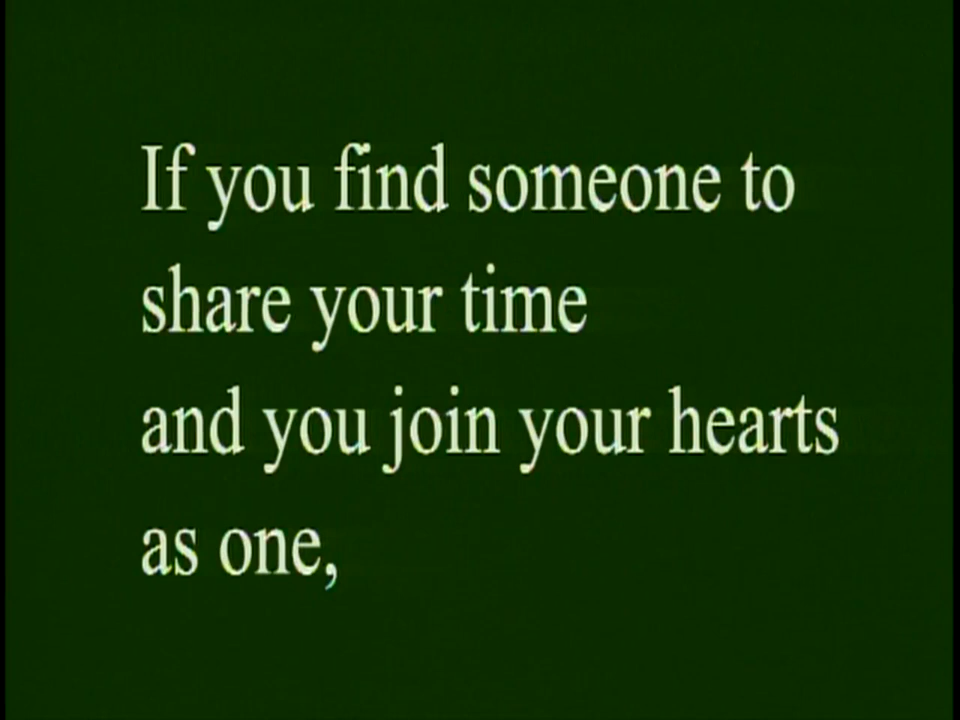 If you find someone to
share your time
and you join your hearts
as one,